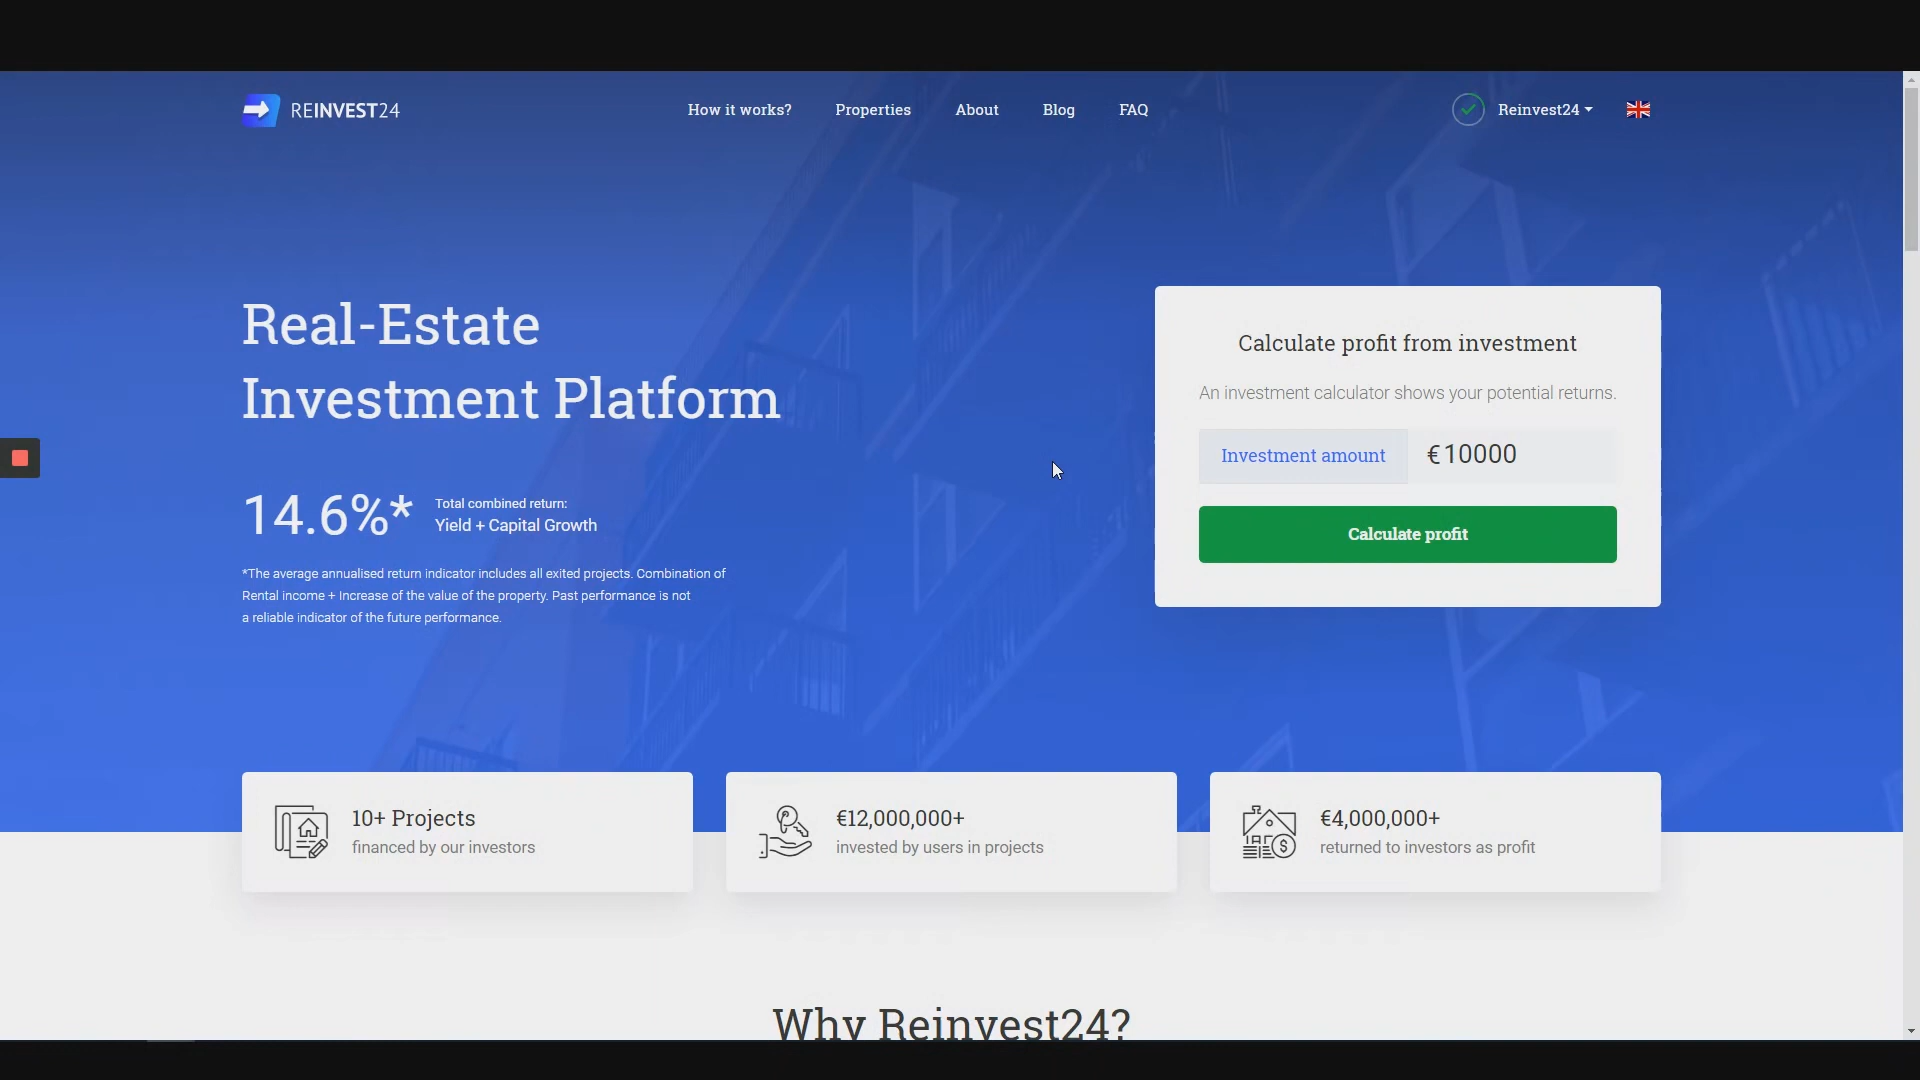 REINVEST24
How it works?
Properties
About
Blog
FAQ
Reinvest24
Real-Estate
Investment Platform
14.6%*
Total combined return:
Yield + Capital Growth
*The average annualised return indicator includes all exited projects. Combination of
Rental income + Increase of the value of the property. Past performance is not
a reliable indicator of the future performance.
Calculate profit from investment
An investment calculator shows your potential returns.
Investment amount
€10000
Calculate profit
10+ Projects
financed by our investors
€12,000,000+
invested by users in projects
€4,000,000+
returned to investors as profit
Why Reinvest24?